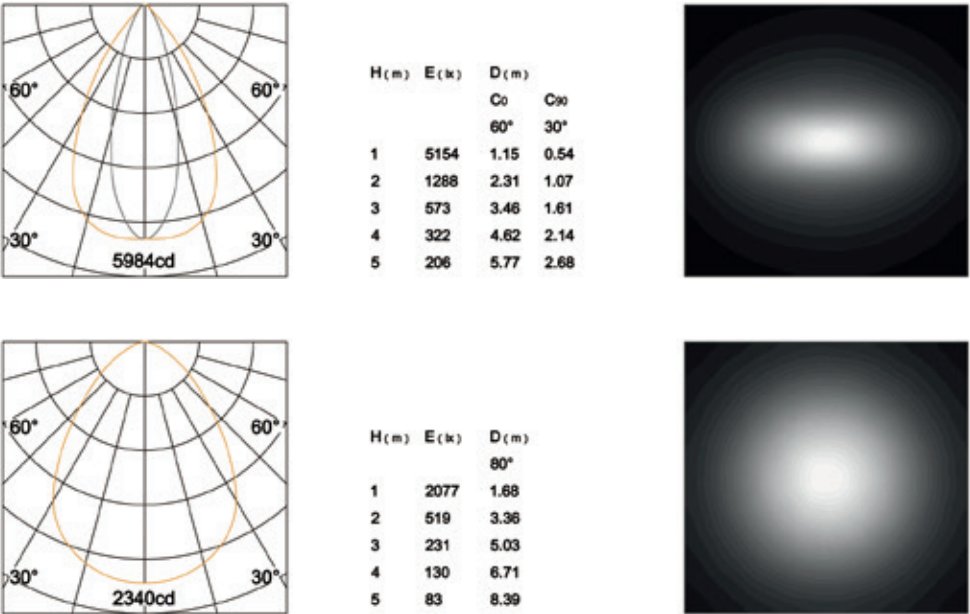 60° 60°
30° 30°
5984cd
H(m) E(lx) D(m)
C0 C90
60° 30°
1 5154 1.15 0.54
2 1288 2.31 1.07
3 573 3.46 1.61
4 322 4.62 2.14
5 206 5.77 2.68
60° 60°
30° 30°
2340cd
H(m) E(lx) D(m)
80°
1 2077 1.68
2 519 3.36
3 231 5.03
4 130 6.71
5 83 8.39